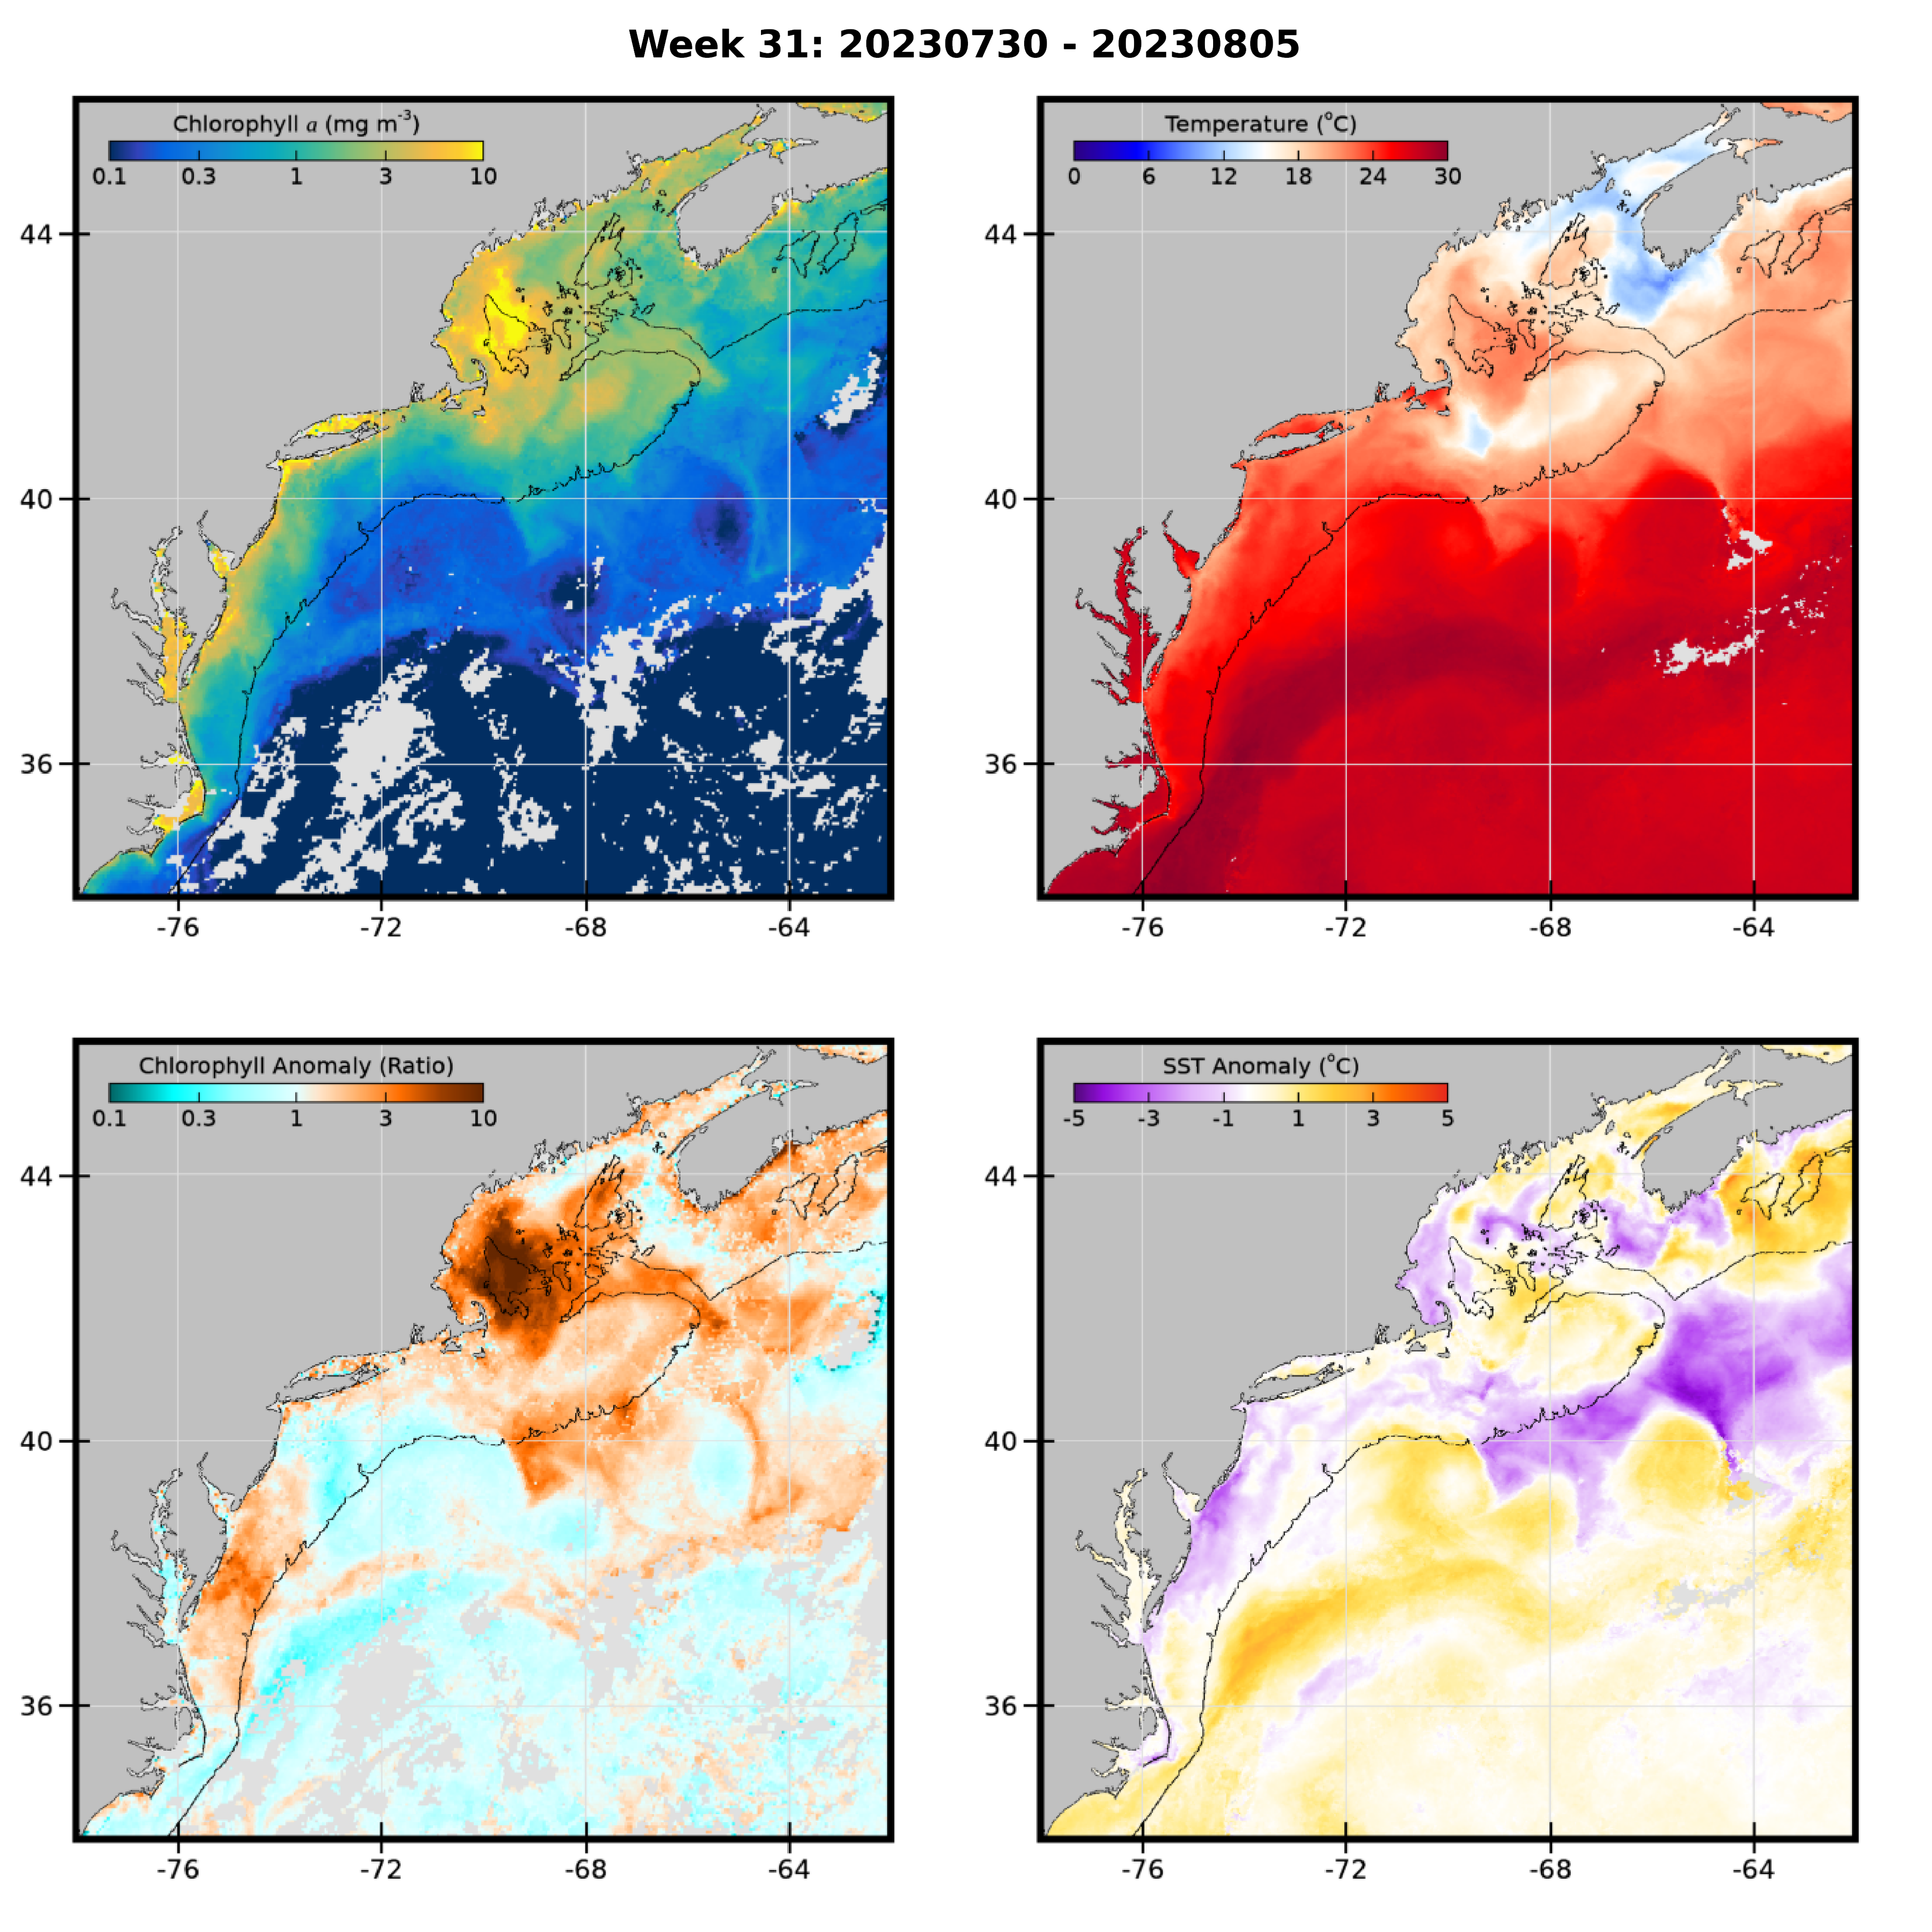 Week 31: 20230730 - 20230805
Chlorophyll a (mg m⁻³)
0.1 0.3 1 3 10
44
40
36
-76 -72 -68 -64
Temperature (°C)
0 6 12 18 24 30
44
40
36
-76 -72 -68 -64
Chlorophyll Anomaly (Ratio)
0.1 0.3 1 3 10
44
40
36
-76 -72 -68 -64
SST Anomaly (°C)
-5 -3 -1 1 3 5
44
40
36
-76 -72 -68 -64